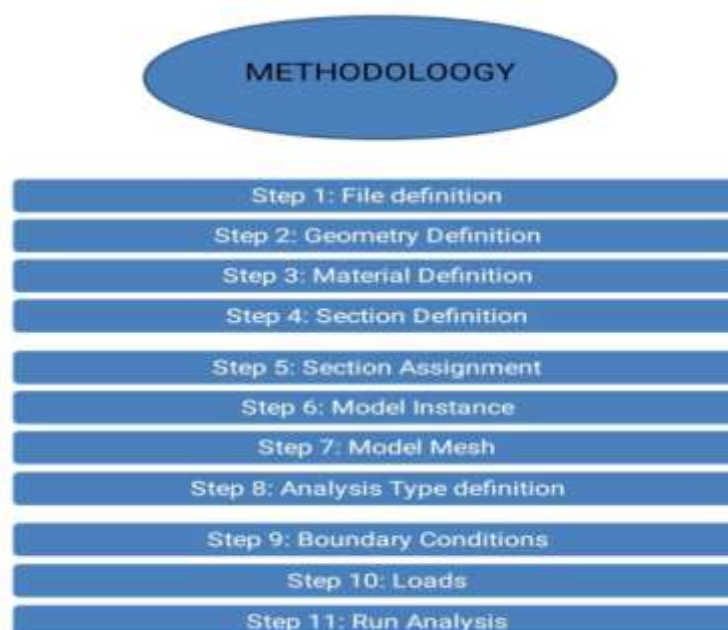 METHODOLOOGY
Step 1: File definition
Step 2: Geometry Definition
Step 3: Material Definition
Step 4: Section Definition
Step 5: Section Assignment
Step 6: Model Instance
Step 7: Model Mesh
Step 8: Analysis Type definition
Step 9: Boundary Conditions
Step 10: Loads
Step 11: Run Analysis